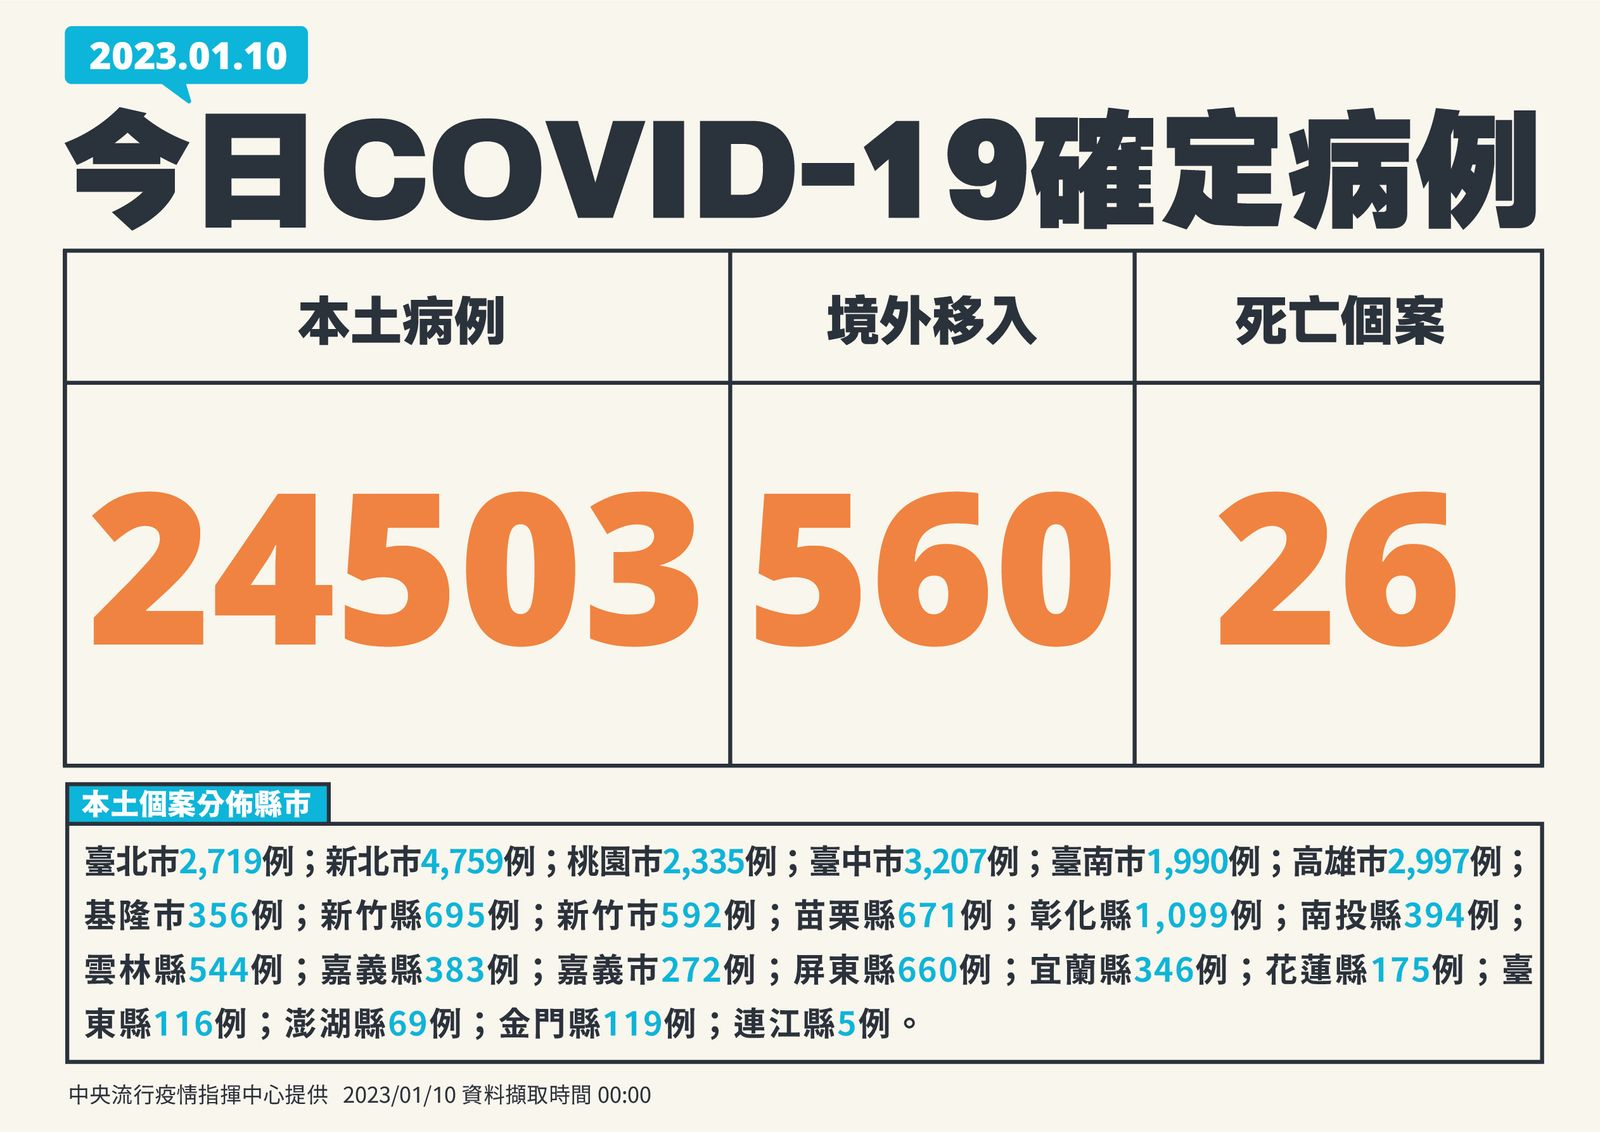 2023.01.10
今日COVID-19確定病例
本土病例
境外移入
死亡個案
24503
560
26
本土個案分佈縣市
臺北市2,719例；新北市4,759例；桃園市2,335例；臺中市3,207例；臺南市1,990例；高雄市2,997例；
基隆市356例；新竹縣695例；新竹市592例；苗栗縣671例；彰化縣1,099例；南投縣394例；
雲林縣544例；嘉義縣383例；嘉義市272例；屏東縣660例；宜蘭縣346例；花蓮縣175例；臺
東縣116例；澎湖縣69例；金門縣119例；連江縣5例。
中央流行疫情指揮中心提供 2023/01/10 資料擷取時間 00:00